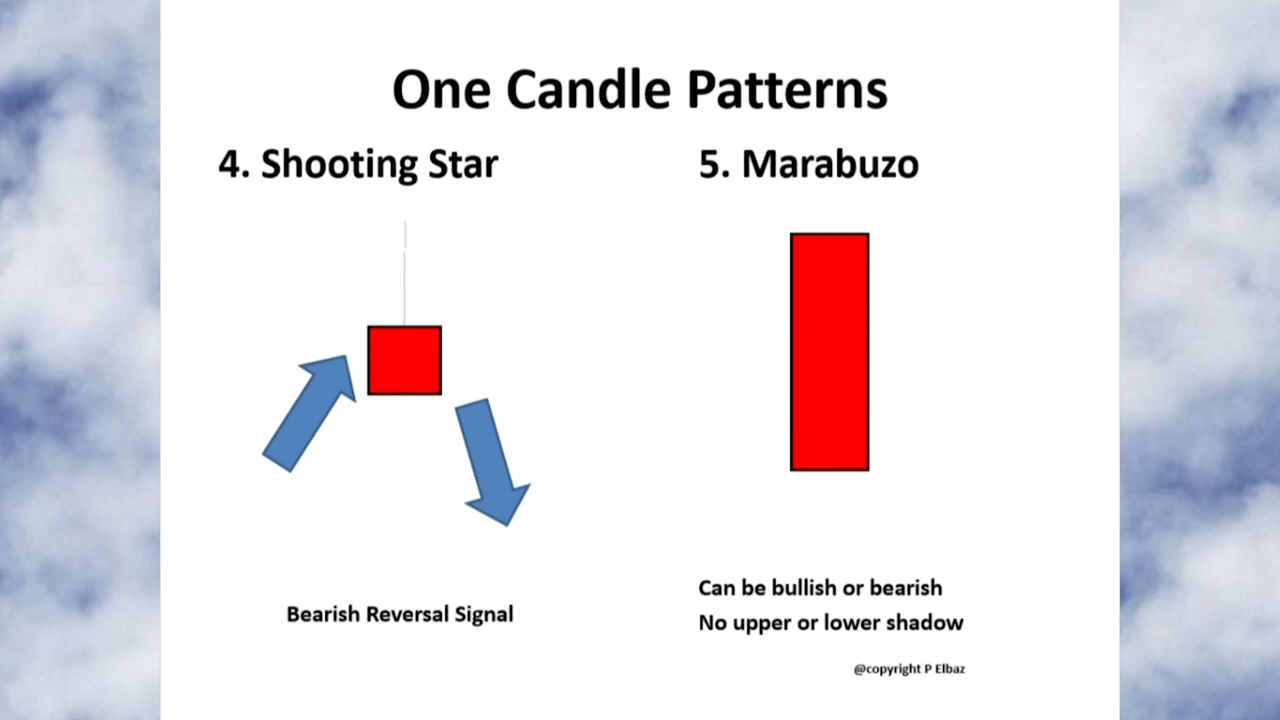 One Candle Patterns
4. Shooting Star
5. Marabuzo
Bearish Reversal Signal
Can be bullish or bearish
No upper or lower shadow
@copyright P Elbaz